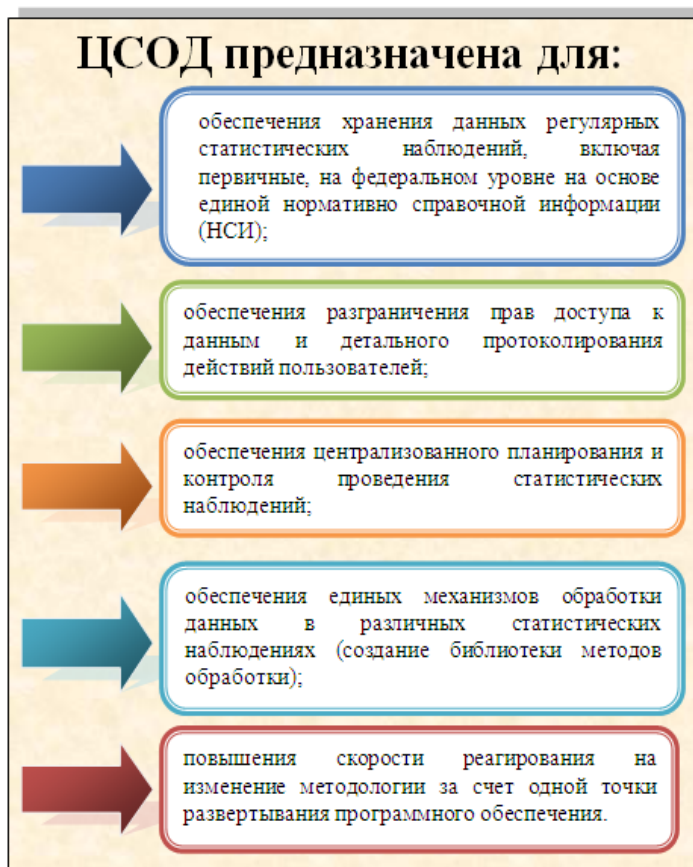 ЦСОД предназначена для:
обеспечения хранения данных регулярных
статистических наблюдений, включая
первичные, на федеральном уровне на основе
единой нормативно справочной информации
(НСИ);
обеспечения разграничения прав доступа к
данным и детального протоколирования
действий пользователей;
обеспечения централизованного планирования и
контроля проведения статистических
наблюдений;
обеспечения единых механизмов обработки
данных в различных статистических
наблюдениях (создание библиотеки методов
обработки);
повышения скорости реагирования на
изменение методологии за счет одной точки
развертывания программного обеспечения.